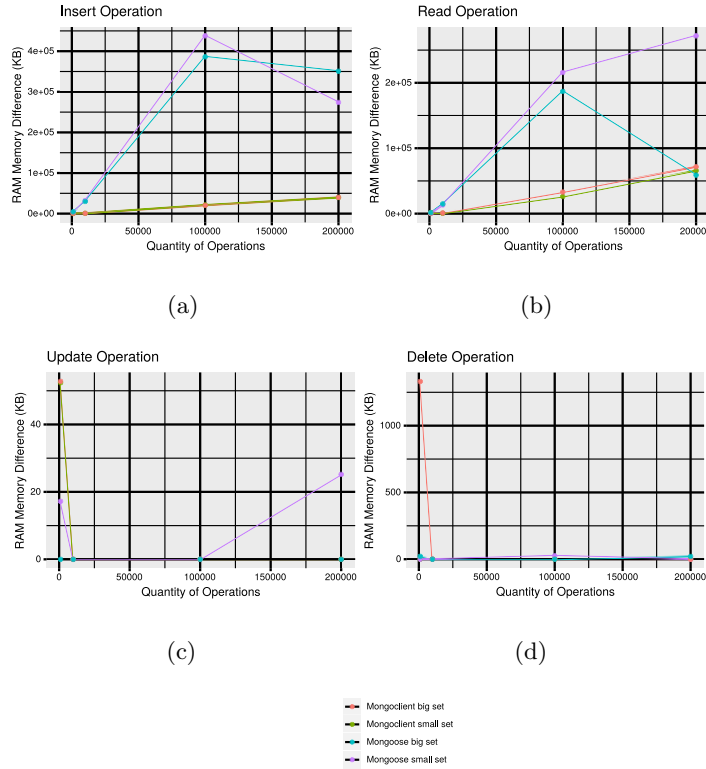 Insert Operation
RAM Memory Difference (KB)
4e+05
3e+05
2e+05
1e+05
0e+00
0 50000 100000 150000 200000
Quantity of Operations
(a)
Read Operation
RAM Memory Difference (KB)
2e+05
1e+05
0e+00
0 50000 100000 150000 200000
Quantity of Operations
(b)
Update Operation
RAM Memory Difference (KB)
40
20
0
0 50000 100000 150000 200000
Quantity of Operations
(c)
Delete Operation
RAM Memory Difference (KB)
1000
500
0
0 50000 100000 150000 200000
Quantity of Operations
(d)
Mongoclient big set
Mongoclient small set
Mongoose big set
Mongoose small set